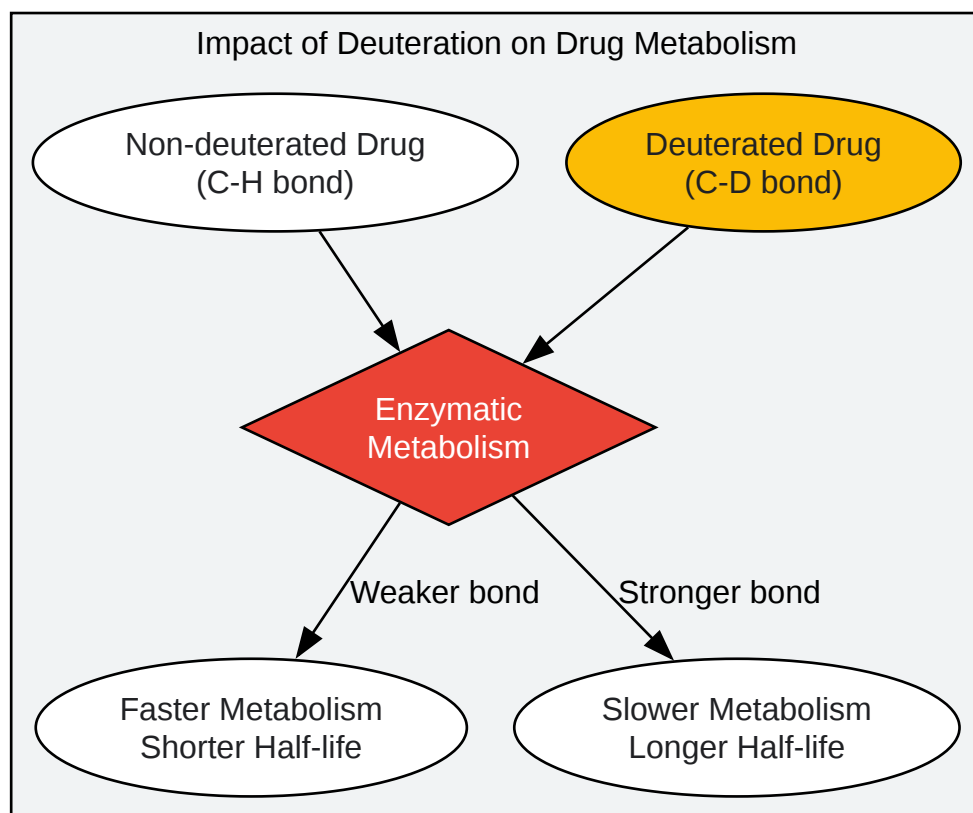 Impact of Deuteration on Drug Metabolism
Non-deuterated Drug
(C-H bond)
Deuterated Drug
(C-D bond)
Enzymatic
Metabolism
Weaker bond
Stronger bond
Faster Metabolism
Shorter Half-life
Slower Metabolism
Longer Half-life